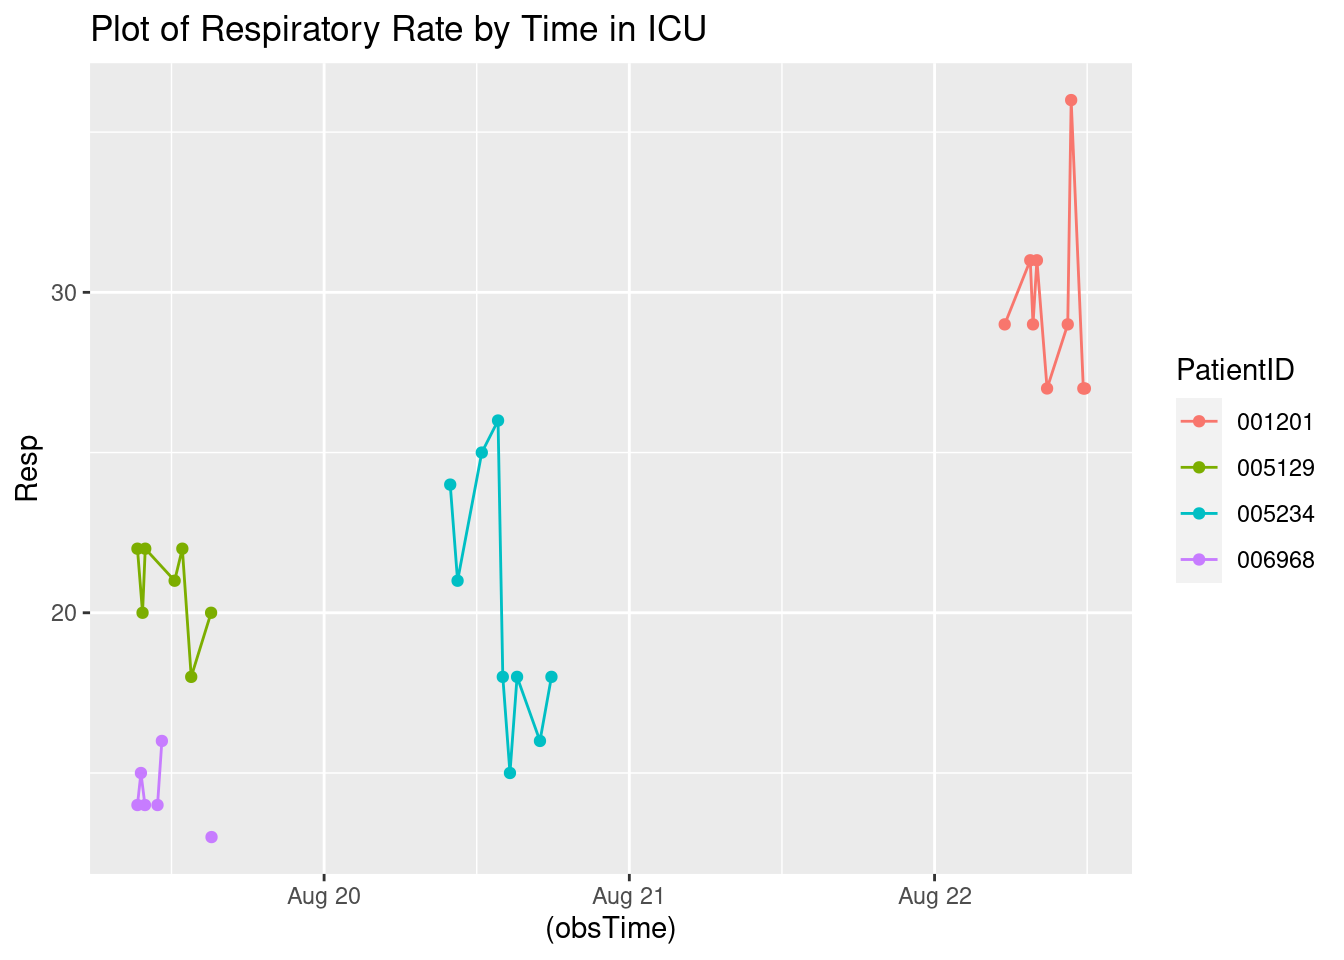 Plot of Respiratory Rate by Time in ICU
30
20
Resp
Aug 20
Aug 21
Aug 22
(obsTime)
PatientID
001201
005129
005234
006968